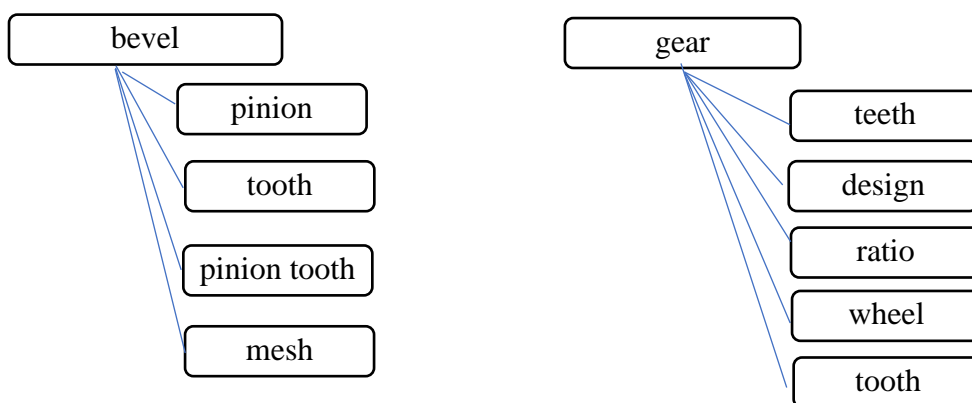 bevel
pinion
tooth
pinion tooth
mesh
gear
teeth
design
ratio
wheel
tooth